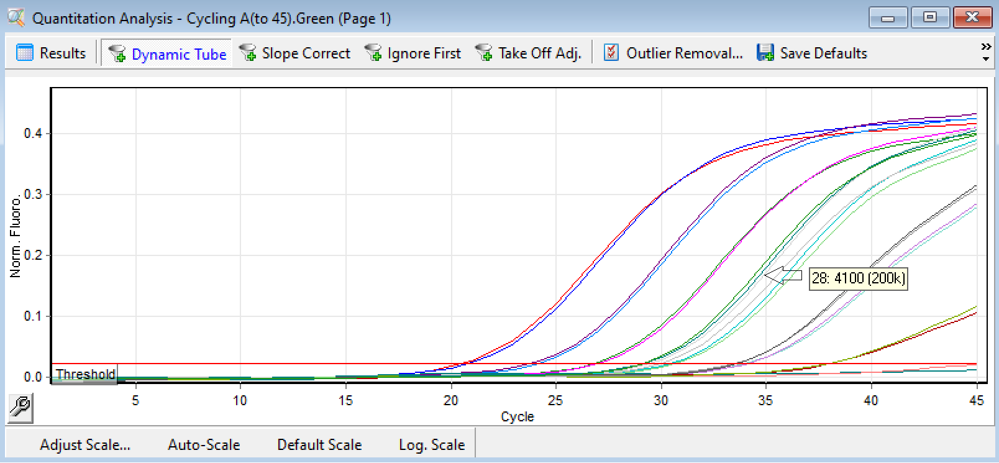 Quantitation Analysis - Cycling A(to 45).Green (Page 1)
Results Dynamic Tube Slope Correct Ignore First Take Off Adj. Outlier Removal... Save Defaults
Norm. Fluoro.
0.4
0.3
0.2
0.1
0.0
28: 4100 (200k)
Threshold
5 10 15 20 25 30 35 40 45
Cycle
Adjust Scale... Auto-Scale Default Scale Log. Scale